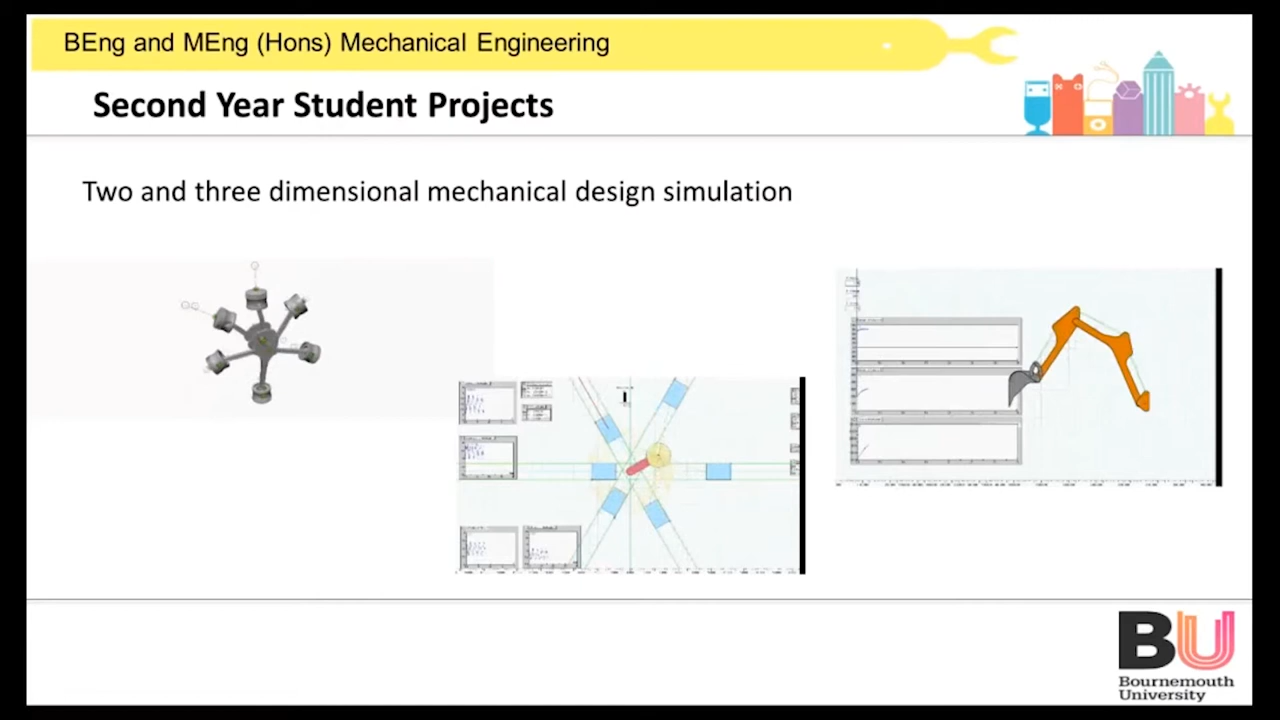 BEng and MEng (Hons) Mechanical Engineering
Second Year Student Projects
Two and three dimensional mechanical design simulation
BU
Bournemouth
University